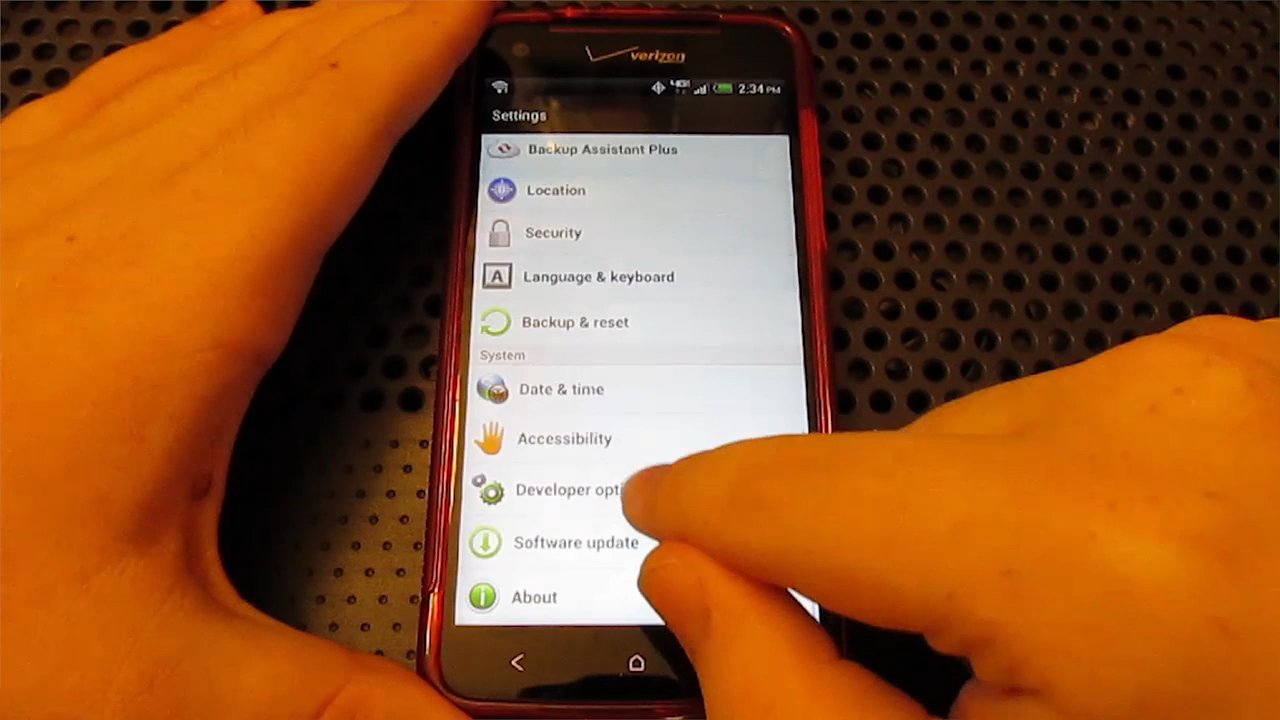 verizon
4G 2:34 PM
Settings
Backup Assistant Plus
Location
Security
A Language & keyboard
Backup & reset
System
Date & time
Accessibility
Developer opti
Software update
i About